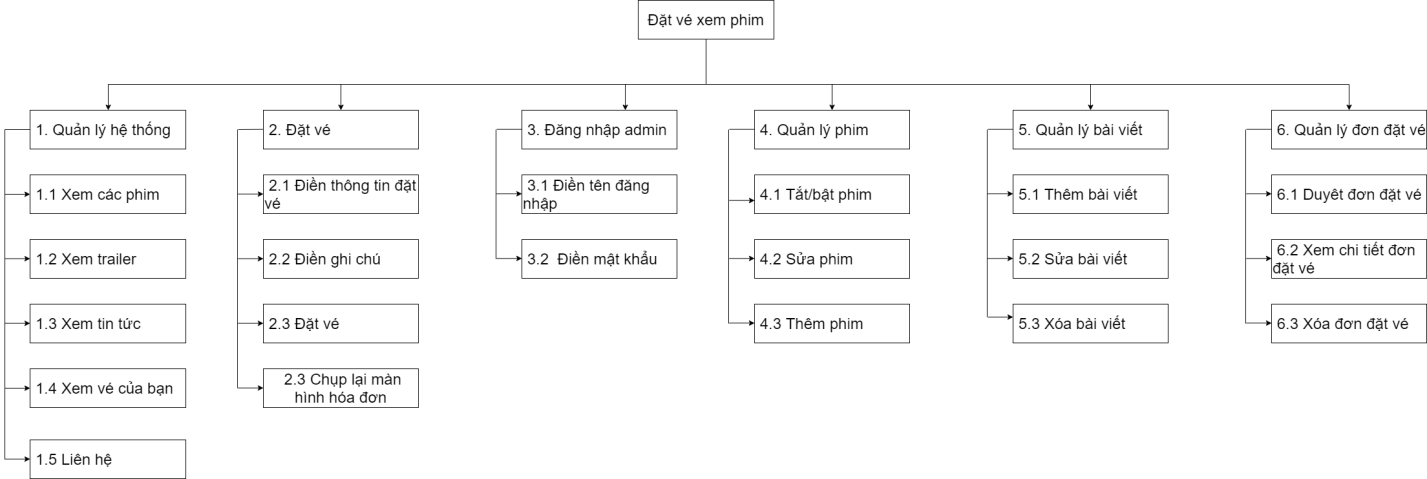 Đặt vé xem phim
1. Quản lý hệ thống
1.1 Xem các phim
1.2 Xem trailer
1.3 Xem tin tức
1.4 Xem vé của bạn
1.5 Liên hệ
2. Đặt vé
2.1 Điền thông tin đặt
vé
2.2 Điền ghi chú
2.3 Đặt vé
2.3 Chụp lại màn
hình hóa đơn
3. Đăng nhập admin
3.1 Điền tên đăng
nhập
3.2 Điền mật khẩu
4. Quản lý phim
4.1 Tắt/bật phim
4.2 Sửa phim
4.3 Thêm phim
5. Quản lý bài viết
5.1 Thêm bài viết
5.2 Sửa bài viết
5.3 Xóa bài viết
6. Quản lý đơn đặt vé
6.1 Duyêt đơn đặt vé
6.2 Xem chi tiết đơn
đặt vé
6.3 Xóa đơn đặt vé